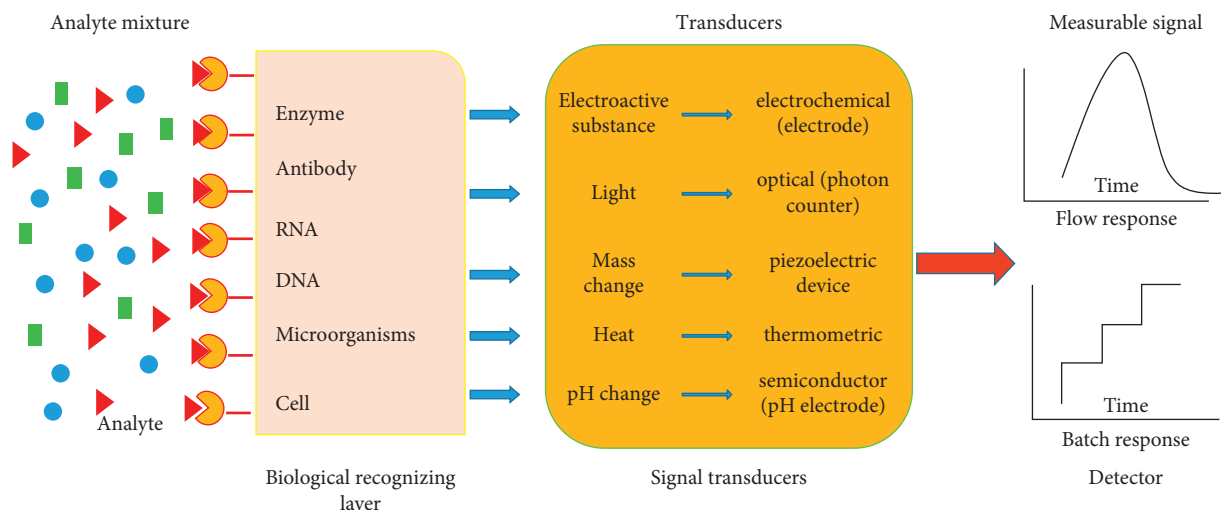 Analyte mixture
Transducers
Measurable signal
Enzyme
Antibody
RNA
DNA
Microorganisms
Cell
Analyte
Biological recognizing
layer
Electroactive
substance
electrochemical
(electrode)
Light
optical (photon
counter)
Mass
change
piezoelectric
device
Heat
thermometric
pH change
semiconductor
(pH electrode)
Signal transducers
Time
Flow response
Time
Batch response
Detector